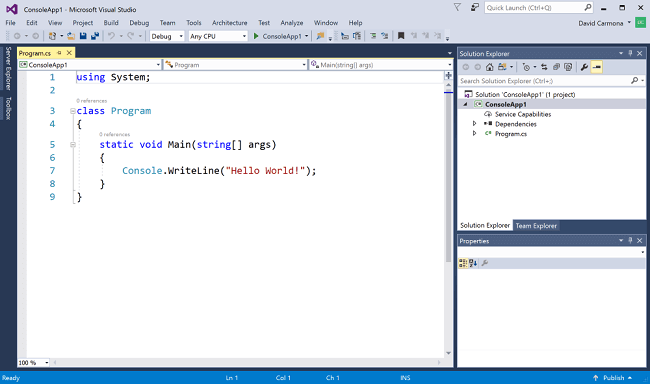 ConsoleApp1 - Microsoft Visual Studio
Quick Launch (Ctrl+Q)
File Edit View Project Build Debug Team Tools Architecture Test Analyze Window Help
David Carmona
DC
Debug Any CPU ConsoleApp1
Server Explorer
Toolbox
Program.cs
ConsoleApp1 Program Main(string[] args)
1 using System;
2
0 references
3 class Program
4 {
0 references
5 static void Main(string[] args)
6 {
7 Console.WriteLine("Hello World!");
8 }
9 }
100 %
Solution Explorer
Search Solution Explorer (Ctrl+;)
Solution 'ConsoleApp1' (1 project)
ConsoleApp1
Service Capabilities
Dependencies
C# Program.cs
Solution Explorer Team Explorer
Properties
Ready Ln 1 Col 1 Ch 1 INS Publish